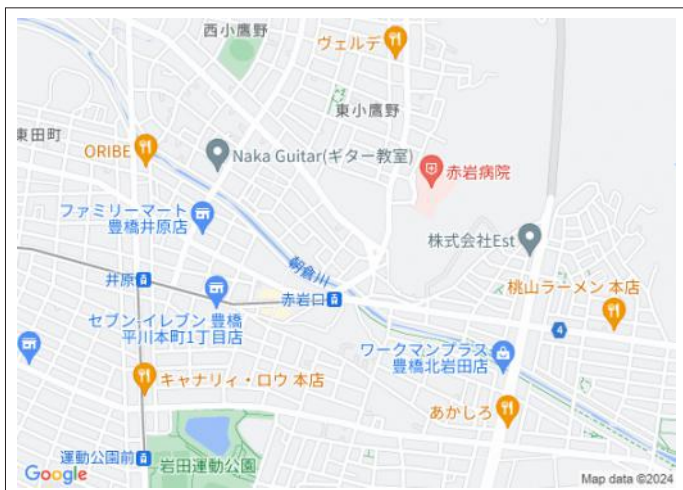 西小鷹野
ヴェルデ
東小鷹野
東田町
ORIBE
Naka Guitar(ギター教室)
赤岩病院
ファミリーマート
豊橋井原店
株式会社Est
朝倉川
井原
赤岩口
桃山ラーメン 本店
セブン-イレブン 豊橋
平川本町1丁目店
4
ワークマンプラス
豊橋北岩田店
キャナリィ・ロウ 本店
あかしろ
運動公園前
岩田運動公園
Google
Map data ©2024